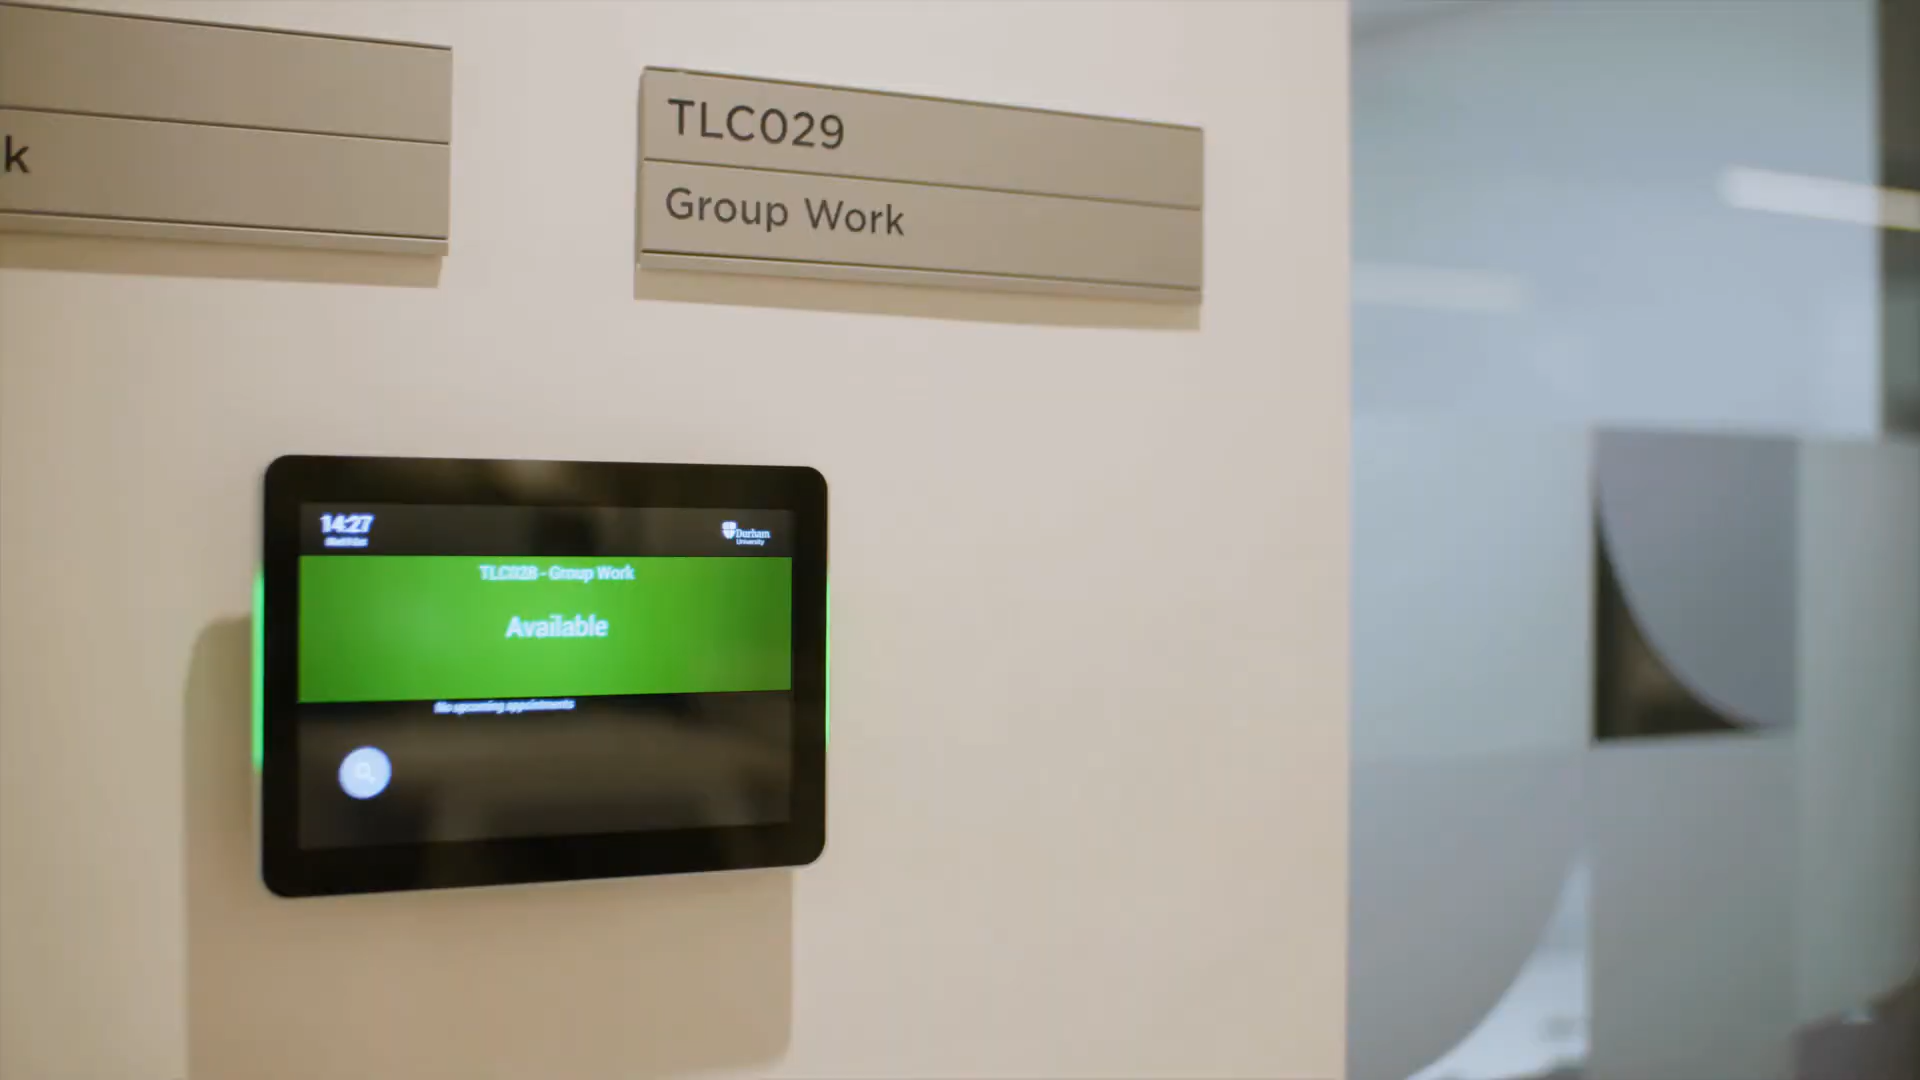 k
TLC029
Group Work
14:27
Durham
University
TLC028 - Group Work
Available
No upcoming appointments